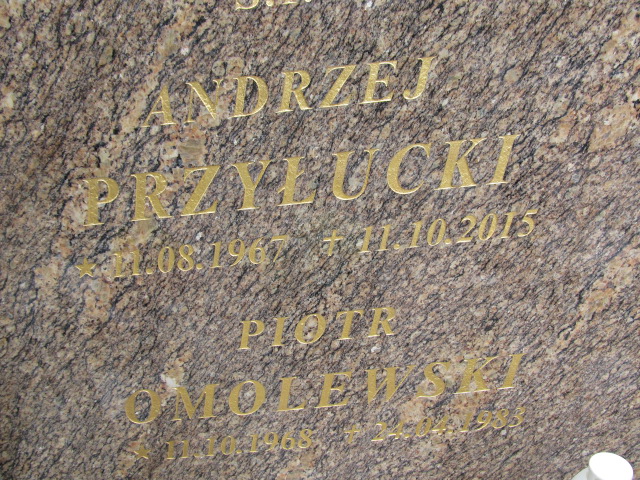 Ś.P.
ANDRZEJ
PRZYŁUCKI
★ 11.08.1967 ✝ 11.10.2015
PIOTR
OMOLEWSKI
★ 11.10.1968 ✝ 24.04.1983